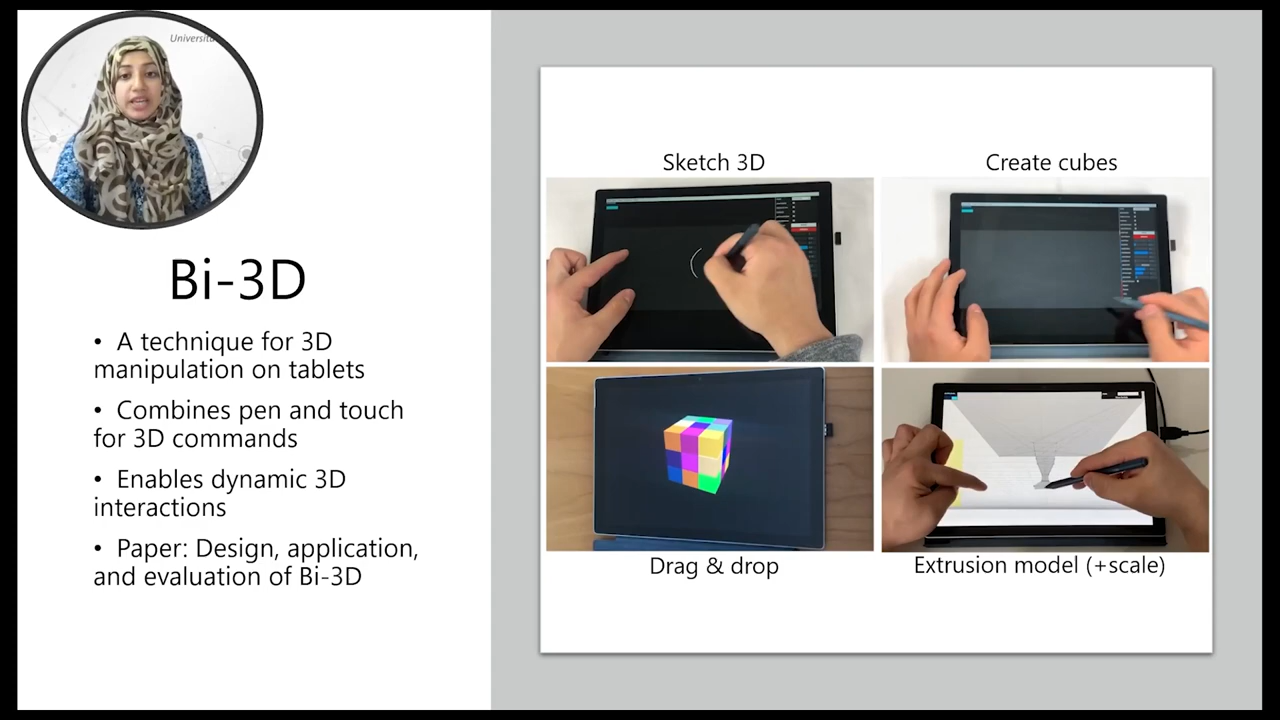 Bi-3D
• A technique for 3D
manipulation on tablets
• Combines pen and touch
for 3D commands
• Enables dynamic 3D
interactions
• Paper: Design, application,
and evaluation of Bi-3D
Sketch 3D
Create cubes
Drag & drop
Extrusion model (+scale)